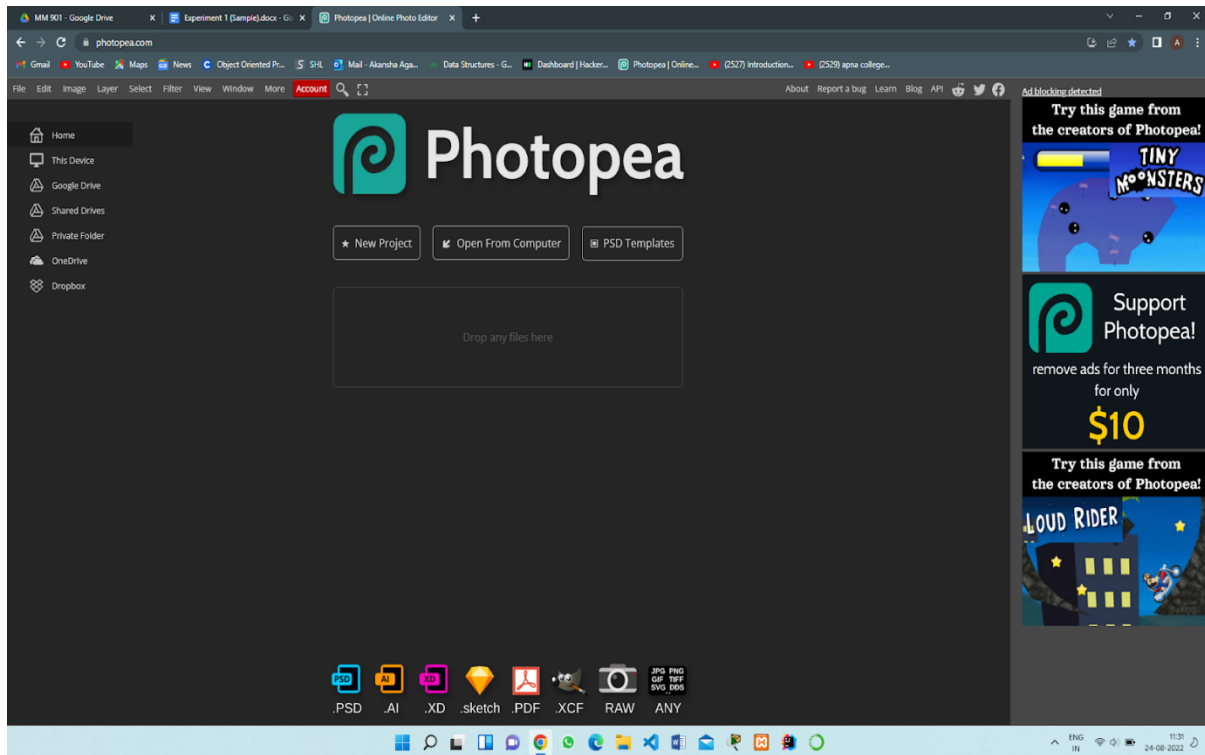 MM 901 - Google Drive
Experiment 1 (Sample).docx - Go
Photopea | Online Photo Editor
photopea.com
Gmail YouTube Maps News Object Oriented Pr... SHL Mail - Akansha Aga... Data Structures - G... Dashboard | Hacker... Photopea | Online... (2527) Introduction... (2529) apna college...
File Edit Image Layer Select Filter View Window More Account
About Report a bug Learn Blog API
Ad blocking detected
Home
This Device
Google Drive
Shared Drives
Private Folder
OneDrive
Dropbox
Photopea
New Project Open From Computer PSD Templates
Drop any files here
PSD AI XD
JPG PNG
GIF TIFF
SVG DDS
.PSD .AI .XD .sketch .PDF .XCF RAW ANY
Try this game from
the creators of Photopea!
TINY
MOONSTERS
Support
Photopea!
remove ads for three months
for only
$10
Try this game from
the creators of Photopea!
LOUD RIDER
ENG
IN
11:31
24-08-2022